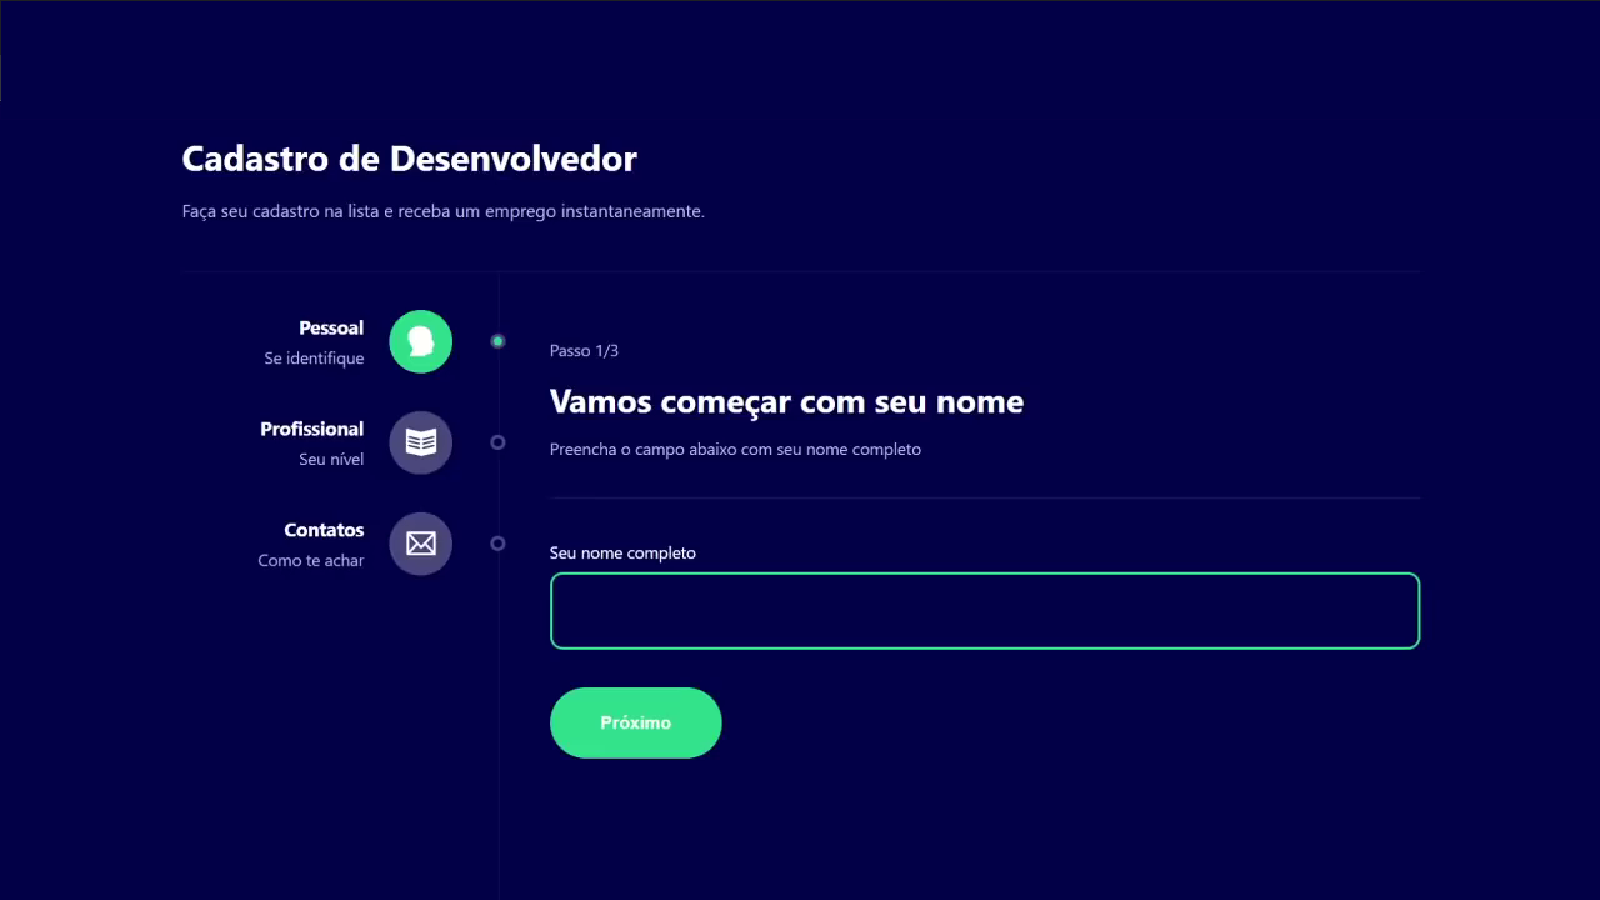 Cadastro de Desenvolvedor
Faça seu cadastro na lista e receba um emprego instantaneamente.
Pessoal
Se identifique
Profissional
Seu nível
Contatos
Como te achar
Passo 1/3
Vamos começar com seu nome
Preencha o campo abaixo com seu nome completo
Seu nome completo
Próximo